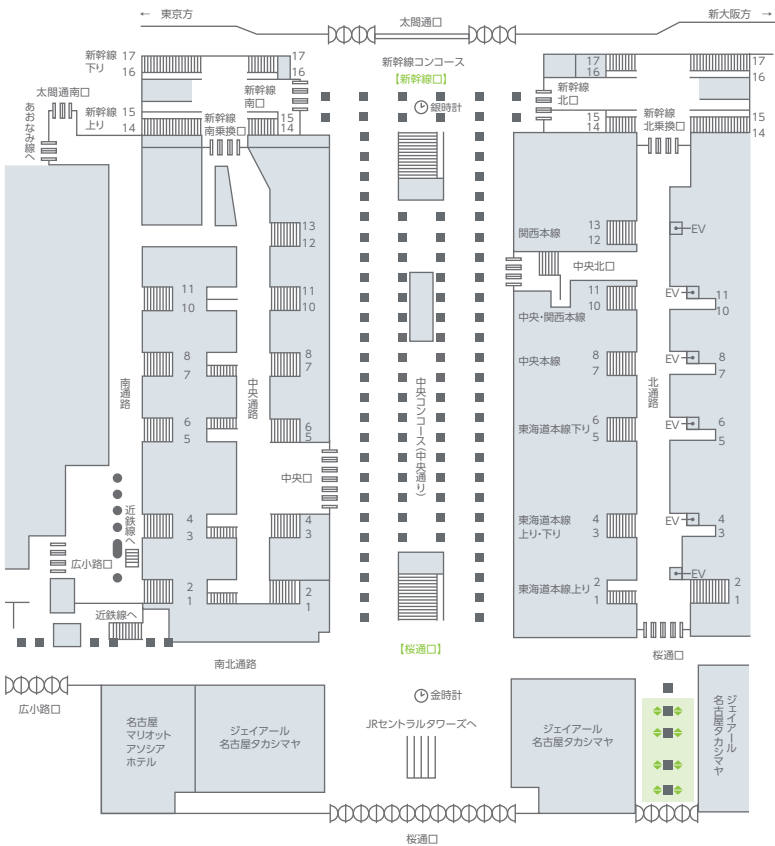 ← 東京方
太閤通口
新大阪方 →
新幹線
下り
17
16
17
16
新幹線コンコース
【新幹線口】
17
16
17
16
太閤通南口
あおなみ線へ
新幹線
上り
15
14
新幹線
南口
15
14
銀時計
新幹線
北口
15
14
15
14
新幹線
南乗換口
新幹線
北乗換口
13
12
関西本線
13
12
EV
中央北口
11
10
11
10
11
10
中央・関西本線
EV
11
10
8
7
8
7
中央本線
8
7
EV
8
7
南通路
中央通路
中央コンコース(中央通り)
北通路
6
5
6
5
東海道本線下り
6
5
EV
6
5
中央口
近鉄線へ
4
3
4
3
東海道本線
上り・下り
4
3
EV
4
3
広小路口
2
1
2
1
東海道本線上り
2
1
EV
2
1
近鉄線へ
南北通路
【桜通口】
桜通口
広小路口
金時計
名古屋
マリオット
アソシア
ホテル
ジェイアール
名古屋タカシマヤ
JRセントラルタワーズへ
ジェイアール
名古屋タカシマヤ
ジェイアール
名古屋タカシマヤ
桜通口